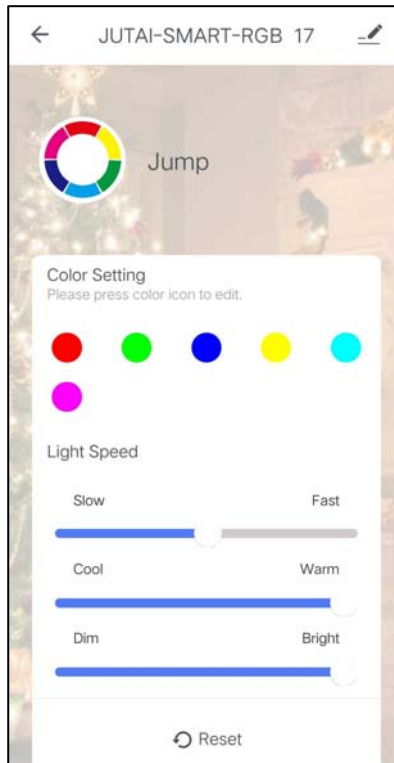 JUTAI-SMART-RGB 17
Jump
Color Setting
Please press color icon to edit.
Light Speed
Slow Fast
Cool Warm
Dim Bright
Reset